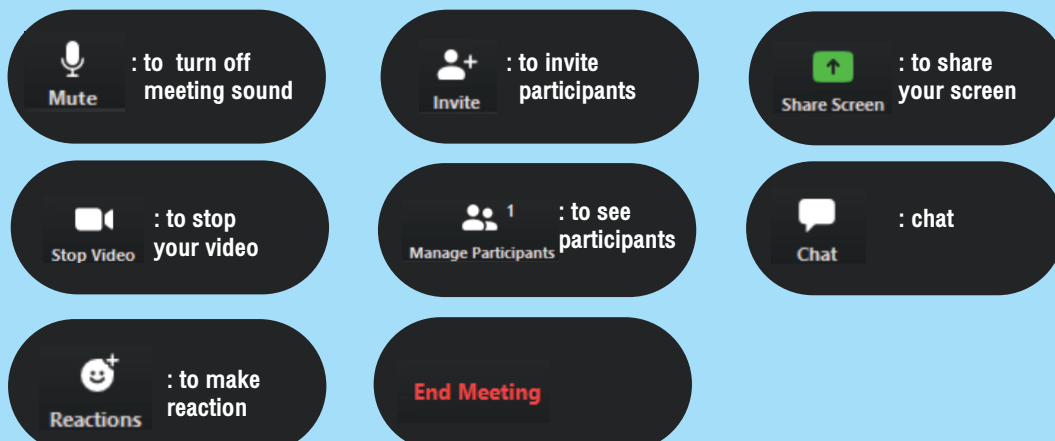 Mute
: to turn off
meeting sound
Invite
: to invite
participants
Share Screen
: to share
your screen
Stop Video
: to stop
your video
1
Manage Participants
: to see
participants
Chat
: chat
Reactions
: to make
reaction
End Meeting